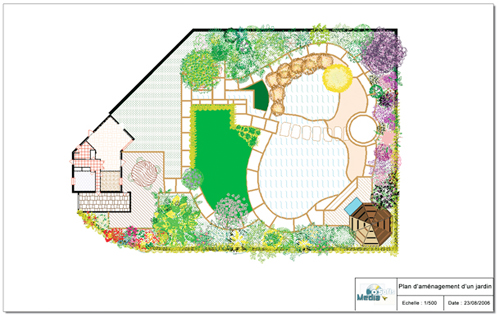 Plan d'aménagement d'un jardin
Media
Echelle : 1/500
Date : 23/08/2006